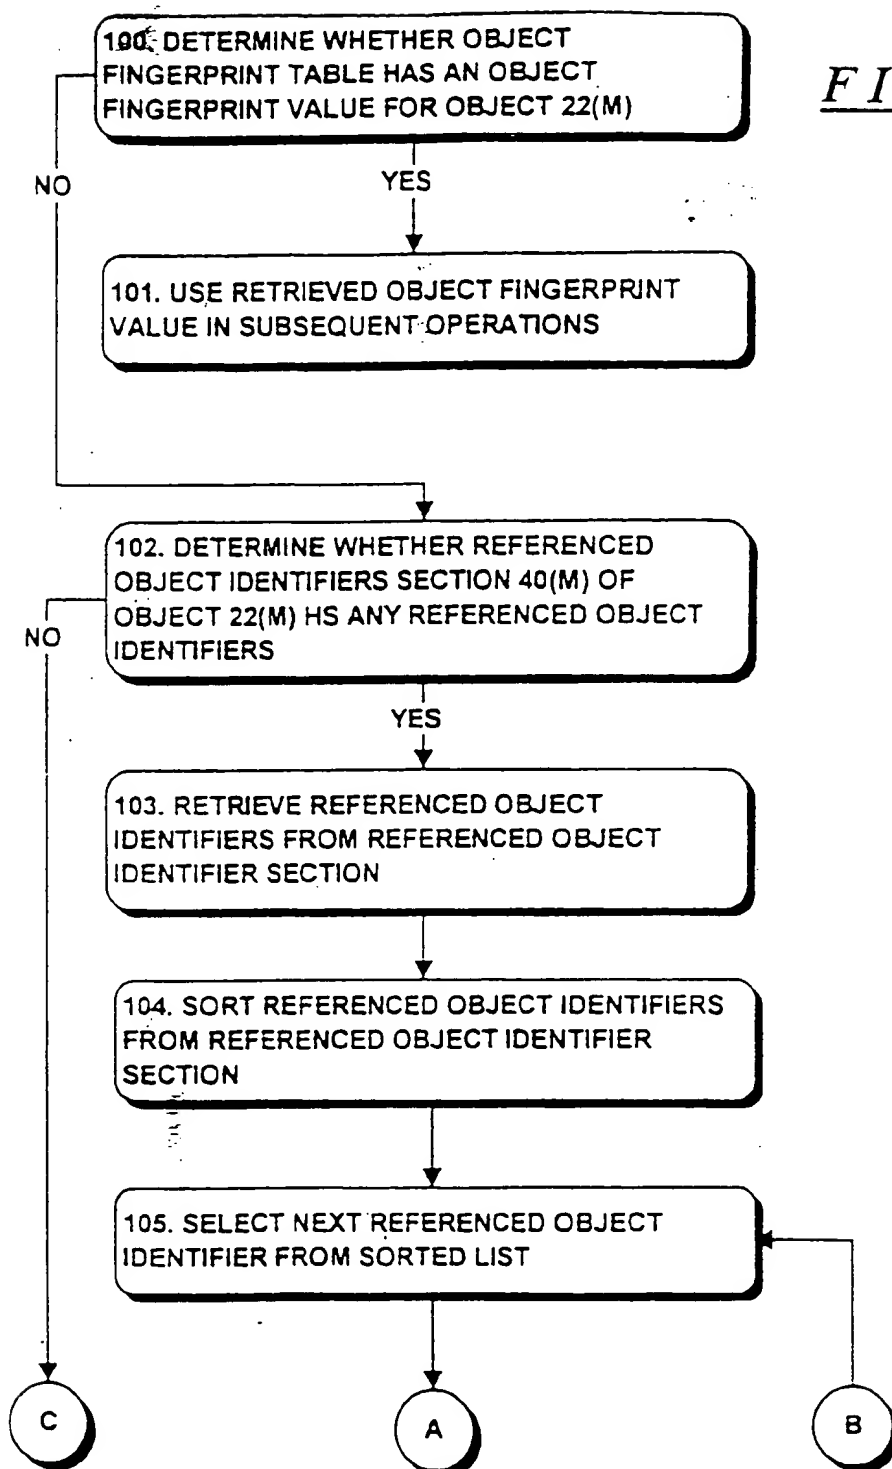 100. DETERMINE WHETHER OBJECT
FINGERPRINT TABLE HAS AN OBJECT
FINGERPRINT VALUE FOR OBJECT 22(M)
F I
NO
YES
101. USE RETRIEVED OBJECT FINGERPRINT
VALUE IN SUBSEQUENT OPERATIONS
102. DETERMINE WHETHER REFERENCED
OBJECT IDENTIFIERS SECTION 40(M) OF
OBJECT 22(M) HS ANY REFERENCED OBJECT
IDENTIFIERS
NO
YES
103. RETRIEVE REFERENCED OBJECT
IDENTIFIERS FROM REFERENCED OBJECT
IDENTIFIER SECTION
104. SORT REFERENCED OBJECT IDENTIFIERS
FROM REFERENCED OBJECT IDENTIFIER
SECTION
105. SELECT NEXT REFERENCED OBJECT
IDENTIFIER FROM SORTED LIST
C
A
B